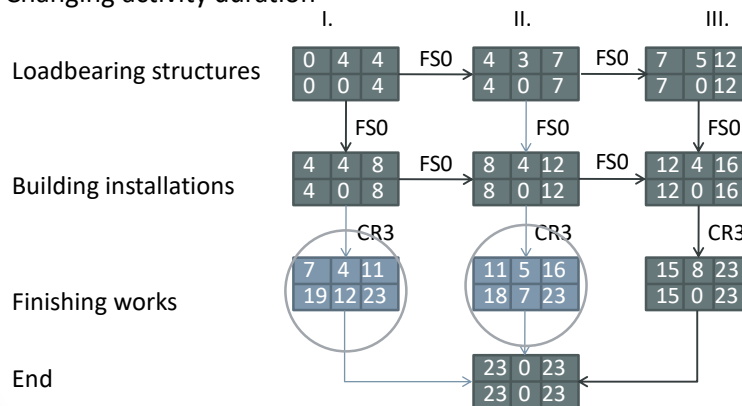 Changing activity duration
I. II. III.
Loadbearing structures
0 4 4 FS0 4 3 7 FS0 7 5 12
0 0 4 4 0 7 7 0 12
FS0 FS0 FS0
Building installations
4 4 8 FS0 8 4 12 FS0 12 4 16
4 0 8 8 0 12 12 0 16
CR3 CR3 CR3
Finishing works
7 4 11 11 5 16 15 8 23
19 12 23 18 7 23 15 0 23
End
23 0 23
23 0 23